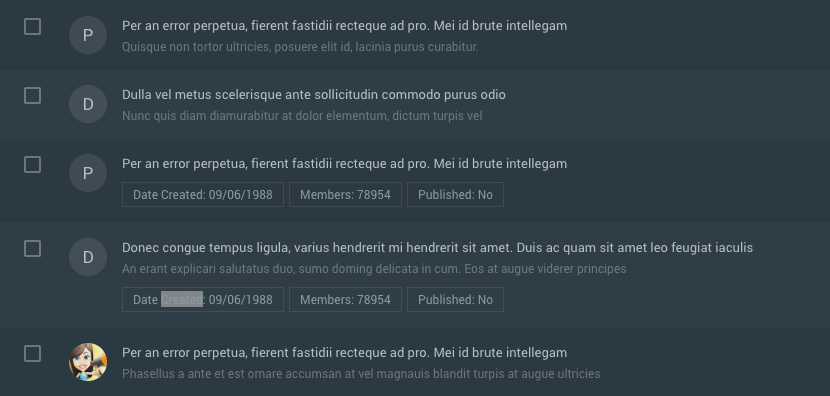 P
Per an error perpetua, fierent fastidii recteque ad pro. Mei id brute intellegam
Quisque non tortor ultricies, posuere elit id, lacinia purus curabitur.
D
Dulla vel metus scelerisque ante sollicitudin commodo purus odio
Nunc quis diam diamurabitur at dolor elementum, dictum turpis vel
P
Per an error perpetua, fierent fastidii recteque ad pro. Mei id brute intellegam
Date Created: 09/06/1988 Members: 78954 Published: No
D
Donec congue tempus ligula, varius hendrerit mi hendrerit sit amet. Duis ac quam sit amet leo feugiat iaculis
An erant explicari salutatus duo, sumo doming delicata in cum. Eos at augue viderer principes
Date Created: 09/06/1988 Members: 78954 Published: No
Per an error perpetua, fierent fastidii recteque ad pro. Mei id brute intellegam
Phasellus a ante et est ornare accumsan at vel magnauis blandit turpis at augue ultricies